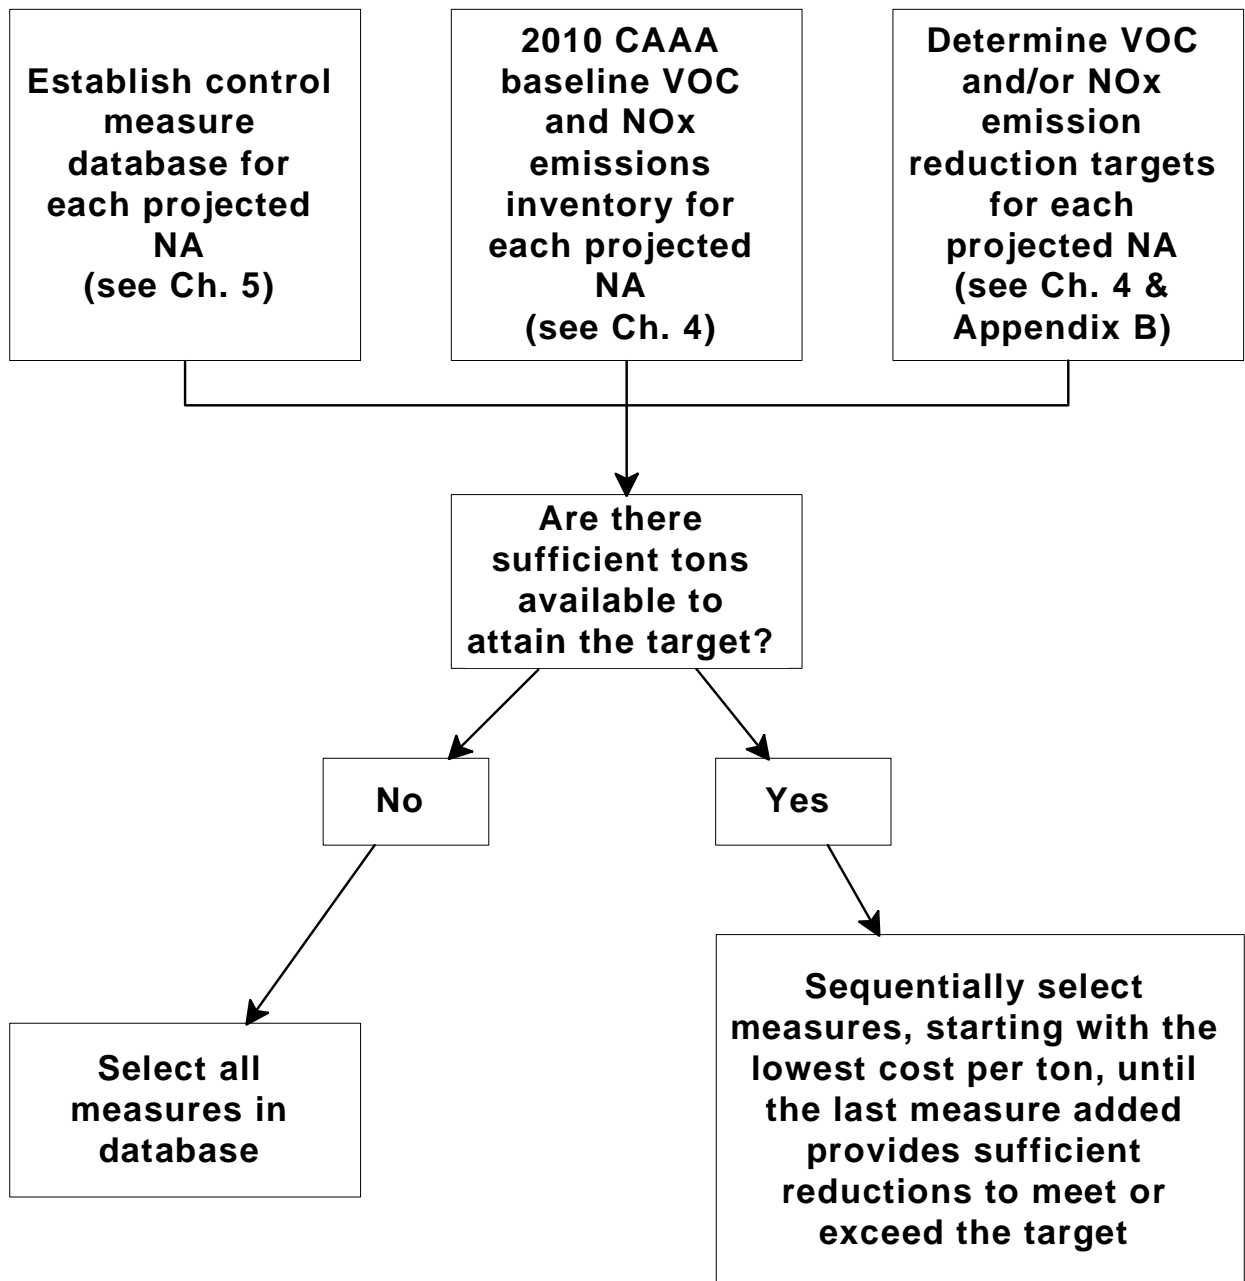 Establish control
measure
database for
each projected
NA
(see Ch. 5)
2010 CAAA
baseline VOC
and NOx
emissions
inventory for
each projected
NA
(see Ch. 4)
Determine VOC
and/or NOx
emission
reduction targets
for each
projected NA
(see Ch. 4 &
Appendix B)
Are there
sufficient tons
available to
attain the target?
No
Yes
Select all
measures in
database
Sequentially select
measures, starting with the
lowest cost per ton, until
the last measure added
provides sufficient
reductions to meet or
exceed the target